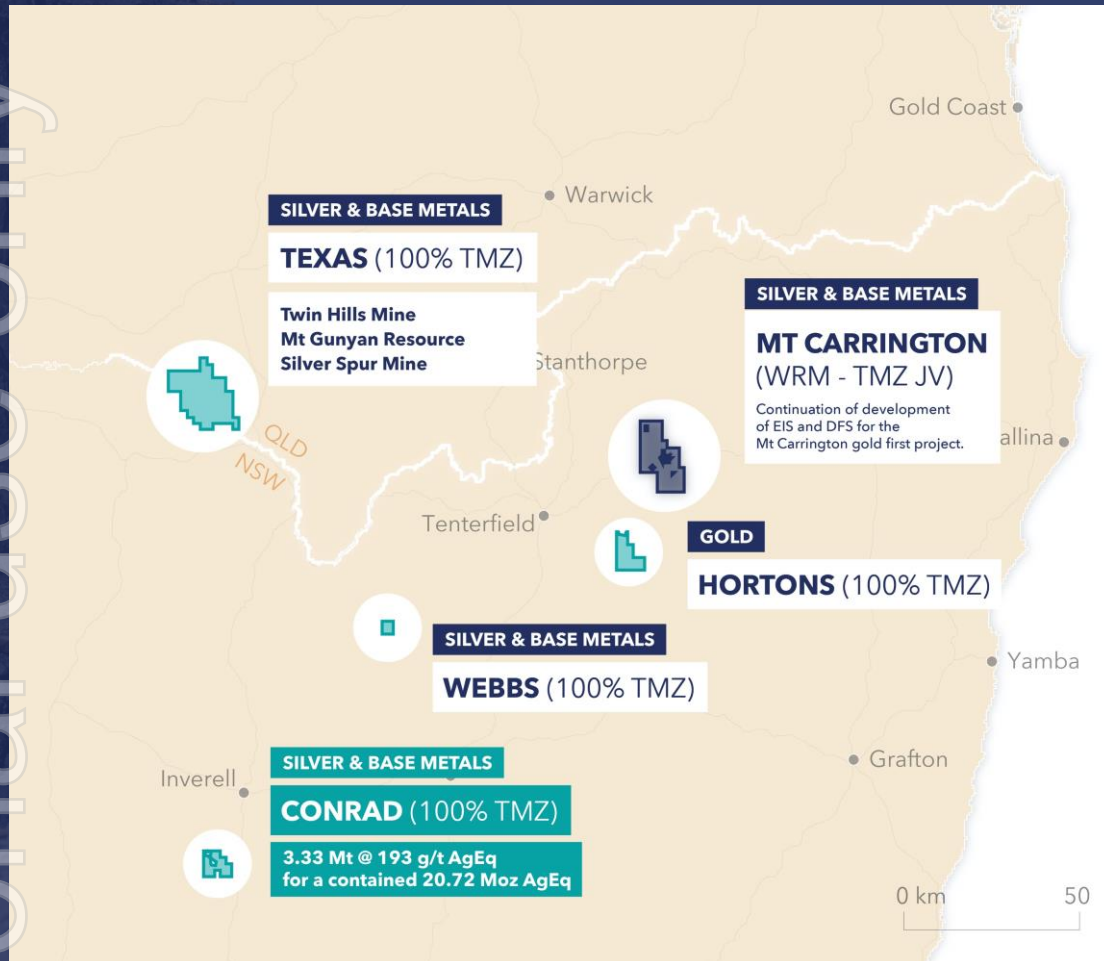 Gold Coast
Warwick
SILVER & BASE METALS
TEXAS (100% TMZ)
Twin Hills Mine
Mt Gunyan Resource
Silver Spur Mine
Stanthorpe
SILVER & BASE METALS
MT CARRINGTON
(WRM - TMZ JV)
Continuation of development
of EIS and DFS for the
Mt Carrington gold first project.
allina
QLD
NSW
Tenterfield
GOLD
HORTONS (100% TMZ)
SILVER & BASE METALS
WEBBS (100% TMZ)
Yamba
Grafton
Inverell
SILVER & BASE METALS
CONRAD (100% TMZ)
3.33 Mt @ 193 g/t AgEq
for a contained 20.72 Moz AgEq
0 km 50